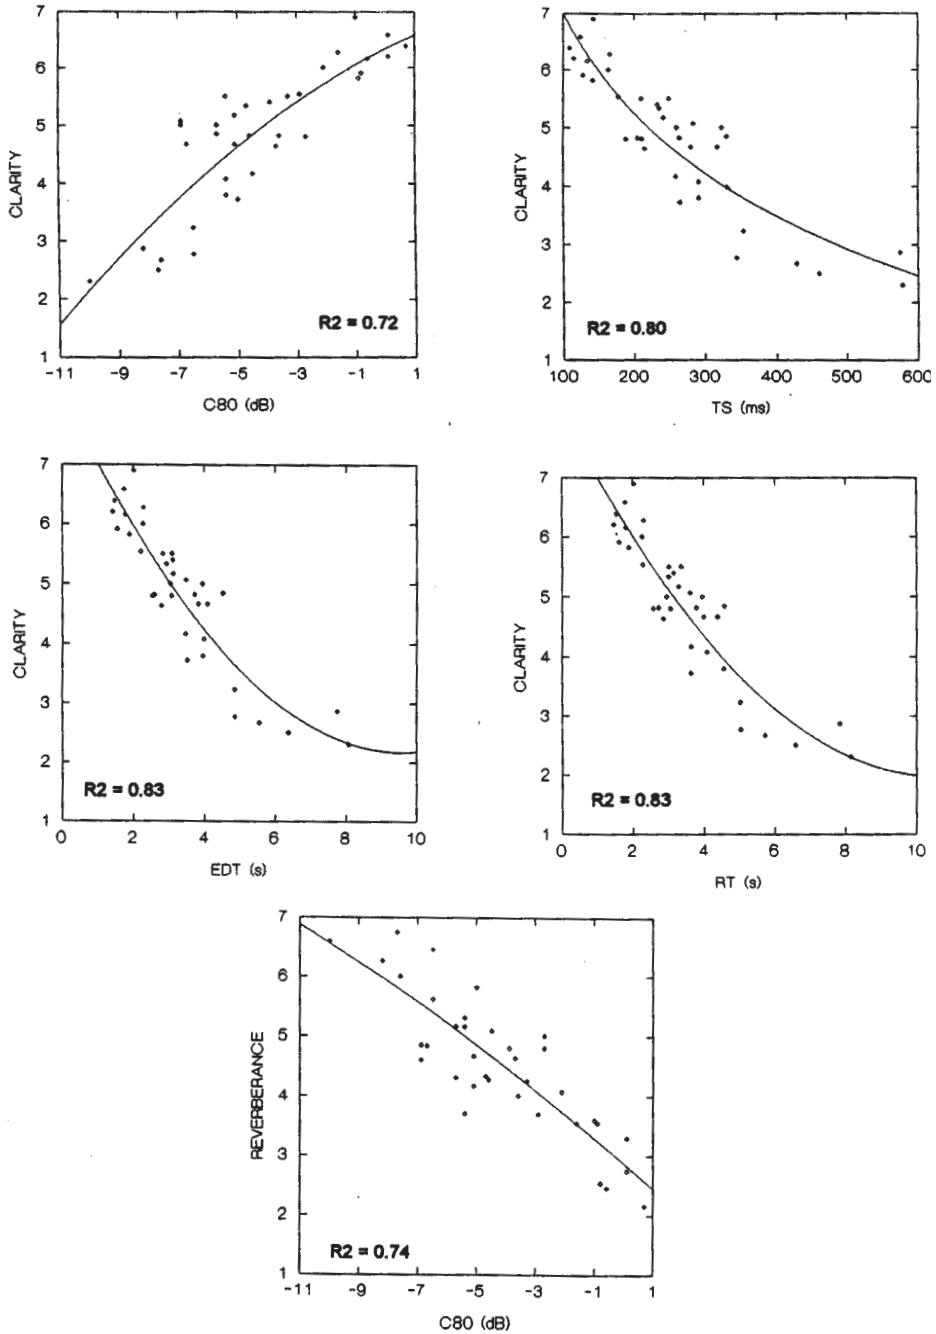 7
6
5
4
3
2
1
CLARITY
R2 = 0.72
-11 -9 -7 -5 -3 -1 1
C80 (dB)
7
6
5
4
3
2
1
CLARITY
R2 = 0.80
100 200 300 400 500 600
TS (ms)
7
6
5
4
3
2
1
CLARITY
R2 = 0.83
0 2 4 6 8 10
EDT (s)
7
6
5
4
3
2
1
CLARITY
R2 = 0.83
0 2 4 6 8 10
RT (s)
7
6
5
4
3
2
1
REVERBERANCE
R2 = 0.74
-11 -9 -7 -5 -3 -1 1
C80 (dB)